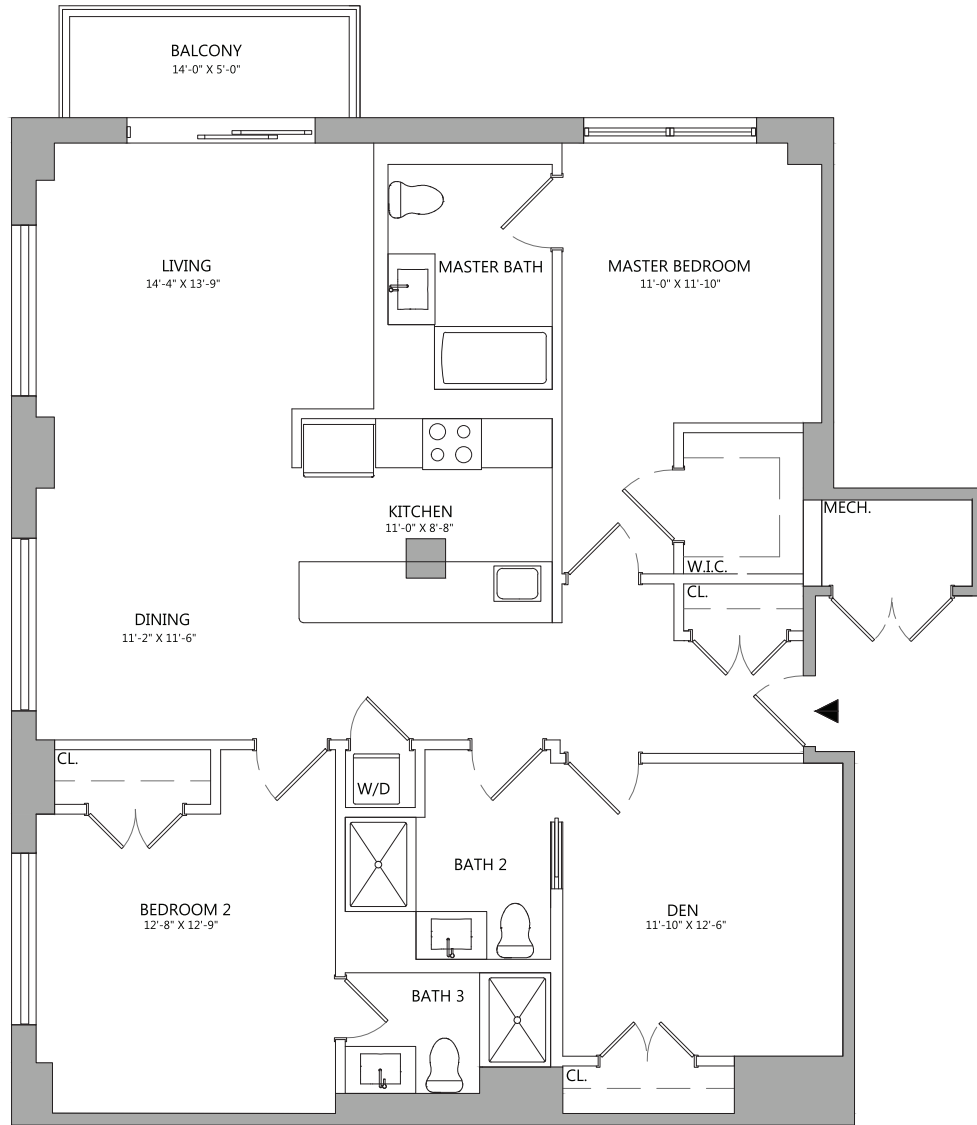 BALCONY
14'-0" X 5'-0"
LIVING
14'-4" X 13'-9"
MASTER BATH
MASTER BEDROOM
11'-0" X 11'-10"
KITCHEN
11'-0" X 8'-8"
MECH.
W.I.C.
CL.
DINING
11'-2" X 11'-6"
CL.
W/D
BATH 2
BEDROOM 2
12'-8" X 12'-9"
DEN
11'-10" X 12'-6"
BATH 3
CL.